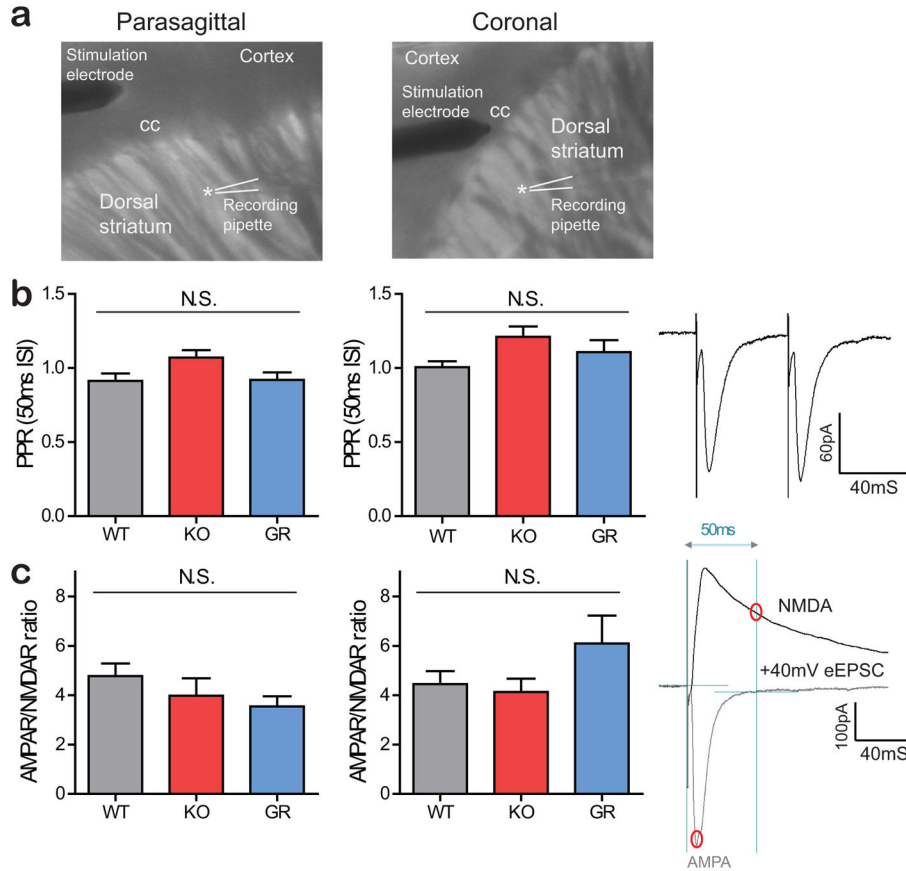 a
Parasagittal
Coronal
Stimulation
electrode
Cortex
cc
Dorsal
striatum
*
Recording
pipette
Cortex
Stimulation
electrode
cc
Dorsal
striatum
*
Recording
pipette
b
PPR (50ms ISI)
1.5
1.0
0.5
0.0
N.S.
WT
KO
GR
PPR (50ms ISI)
1.5
1.0
0.5
0.0
N.S.
WT
KO
GR
60pA
40mS
c
AMPAR/NMDAR ratio
8
6
4
2
0
N.S.
WT
KO
GR
AMPAR/NMDAR ratio
8
6
4
2
0
N.S.
WT
KO
GR
50ms
NMDA
+40mV eEPSC
100pA
40mS
AMPA